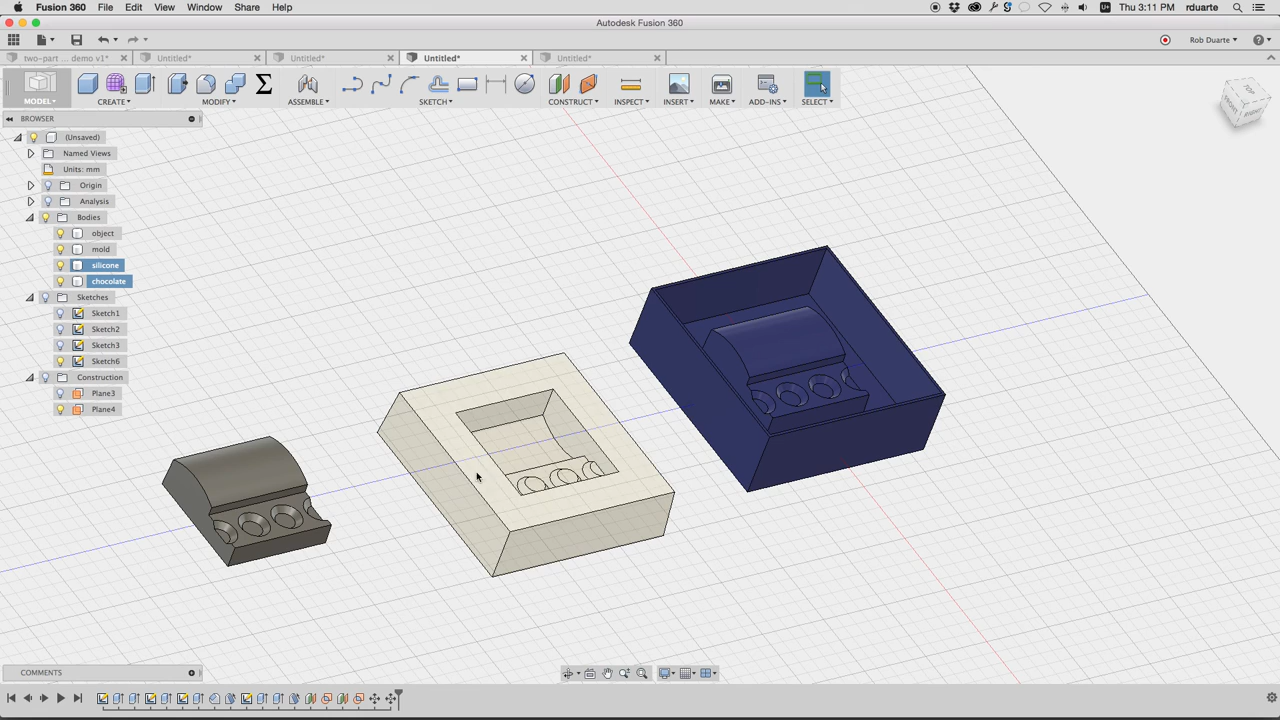 Fusion 360 File Edit View Window Share Help
Thu 3:11 PM rduarte
Autodesk Fusion 360
Rob Duarte
two-part ... demo v1*
Untitled*
Untitled*
Untitled*
Untitled*
MODEL
CREATE
MODIFY
ASSEMBLE
SKETCH
CONSTRUCT
INSPECT
INSERT
MAKE
ADD-INS
SELECT
BROWSER
TOP
FRONT
RIGHT
(Unsaved)
Named Views
Units: mm
Origin
Analysis
Bodies
object
mold
silicone
chocolate
Sketches
Sketch1
Sketch2
Sketch3
Sketch6
Construction
Plane3
Plane4
COMMENTS